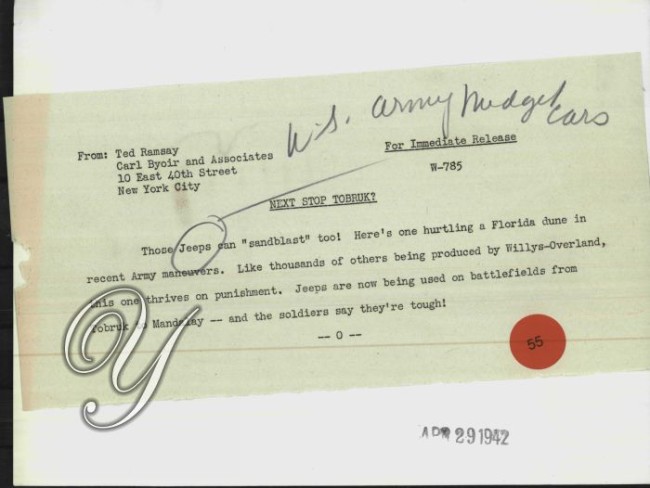 U.S. Army Midget Cars
From: Ted Ramsay
Carl Byoir and Associates
10 East 40th Street
New York City
For Immediate Release
W-785
NEXT STOP TOBRUK?
Those Jeeps can "sandblast" too! Here's one hurtling a Florida dune in
recent Army maneuvers. Like thousands of others being produced by Willys-Overland,
this one thrives on punishment. Jeeps are now being used on battlefields from
Tobruk to Mandalay -- and the soldiers say they're tough!
-- O --
55
Y
APR 29 1942